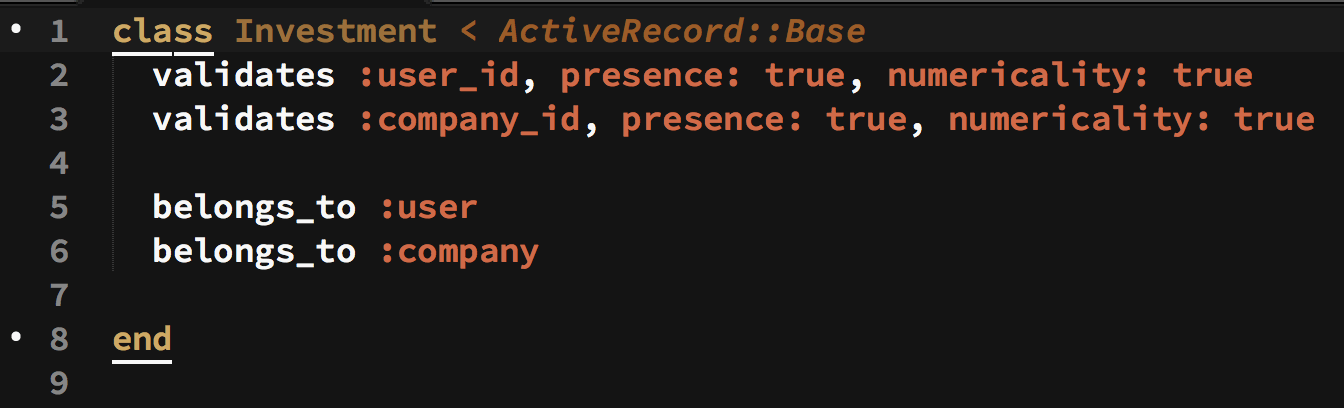 1 class Investment < ActiveRecord::Base
2   validates :user_id, presence: true, numericality: true
3   validates :company_id, presence: true, numericality: true
4
5   belongs_to :user
6   belongs_to :company
7
8 end
9